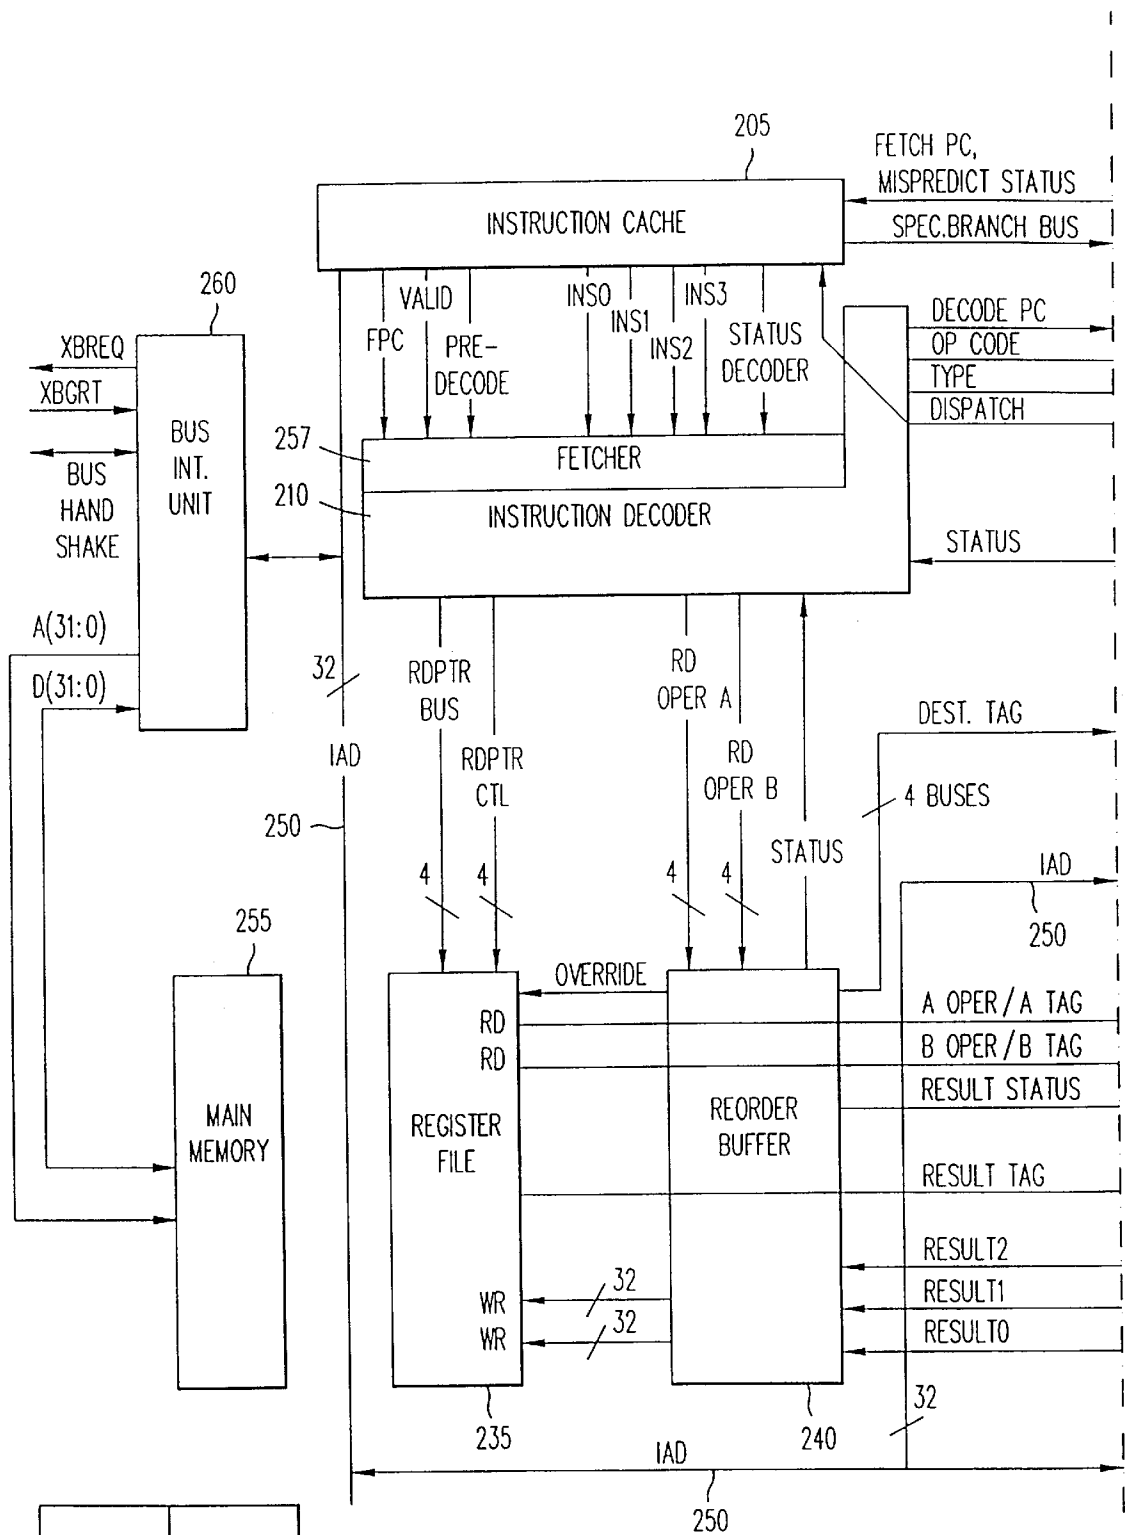 205
FETCH PC,
MISPREDICT STATUS
INSTRUCTION CACHE
SPEC.BRANCH BUS
260
VALID
INS0
INS3
DECODE PC
XBREQ
FPC
PRE-
DECODE
INS1
INS2
STATUS
DECODER
OP CODE
XBGRT
TYPE
DISPATCH
BUS
INT.
UNIT
257
FETCHER
BUS
HAND
SHAKE
210
INSTRUCTION DECODER
STATUS
A(31:0)
D(31:0)
32
RDPTR
BUS
RD
OPER A
DEST. TAG
IAD
RDPTR
CTL
RD
OPER B
4 BUSES
250
STATUS
4
4
4
4
IAD
250
255
OVERRIDE
RD
A OPER/A TAG
RD
B OPER/B TAG
MAIN
MEMORY
REGISTER
FILE
REORDER
BUFFER
RESULT STATUS
RESULT TAG
RESULT2
WR
32
RESULT1
WR
32
RESULT0
235
240
32
IAD
250